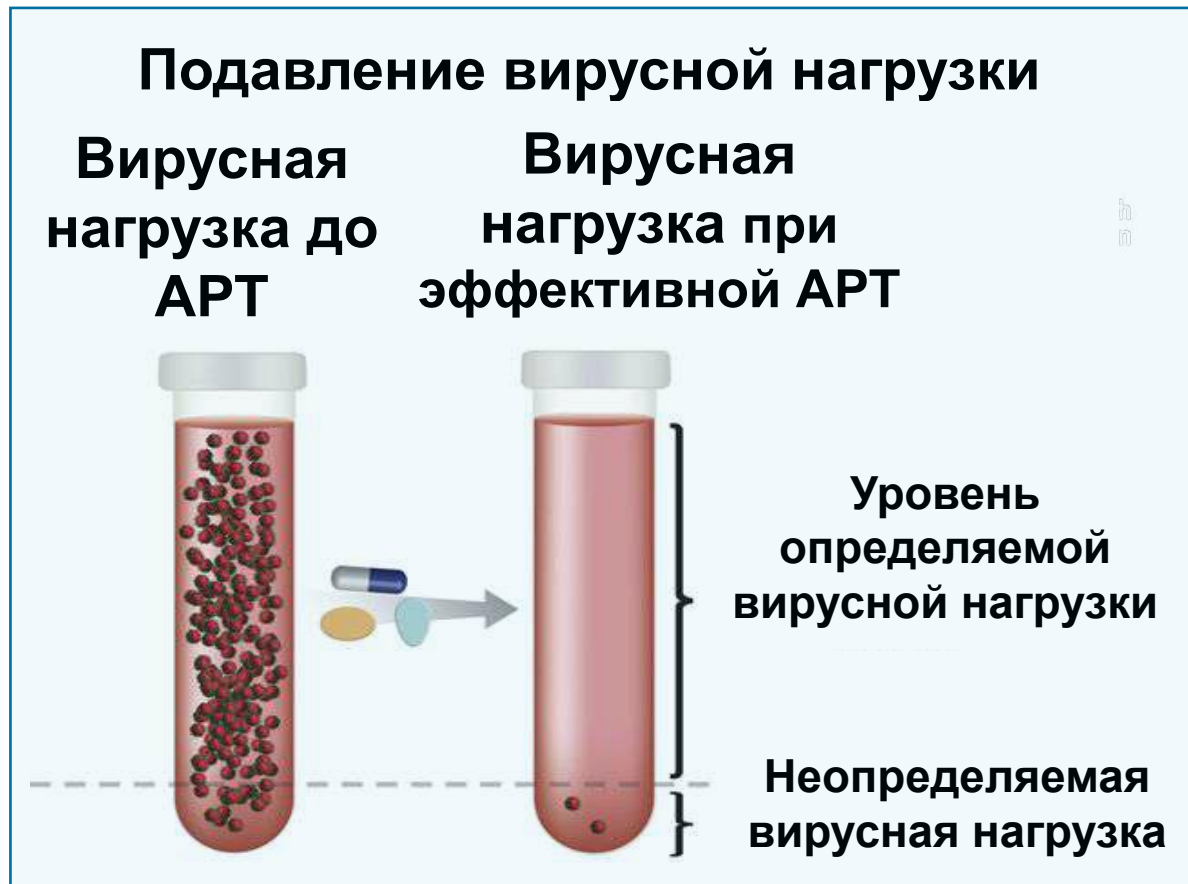 Подавление вирусной нагрузки
Вирусная
нагрузка до
АРТ
Вирусная
нагрузка при
эффективной АРТ
h
n
Уровень
определяемой
вирусной нагрузки
Неопределяемая
вирусная нагрузка